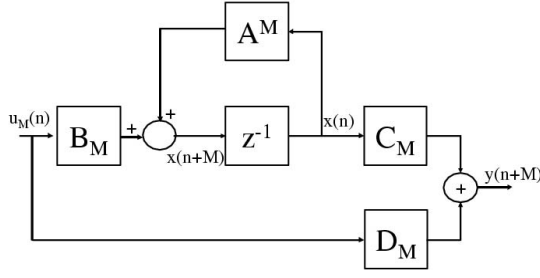 A^M
u_M(n)
B_M
+
+
x(n+M)
z^-1
x(n)
C_M
+
y(n+M)
D_M